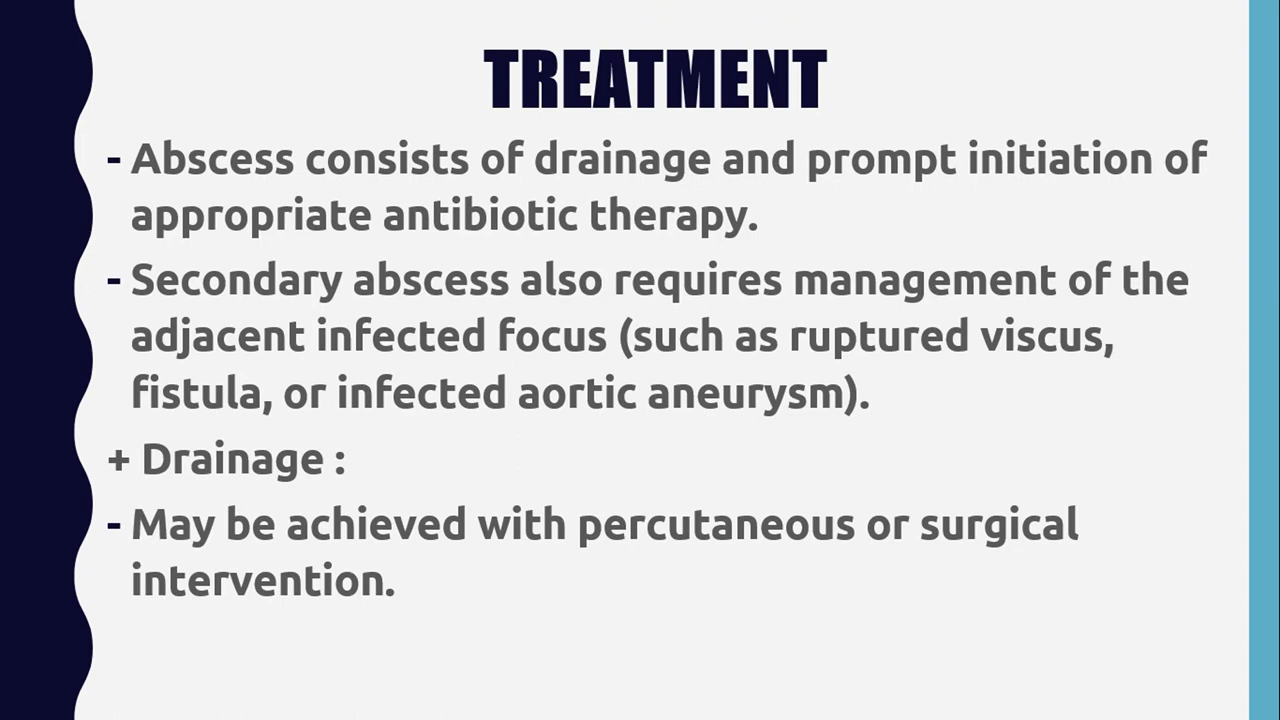 TREATMENT
- Abscess consists of drainage and prompt initiation of
appropriate antibiotic therapy.
- Secondary abscess also requires management of the
adjacent infected focus (such as ruptured viscus,
fistula, or infected aortic aneurysm).
+ Drainage :
- May be achieved with percutaneous or surgical
intervention.